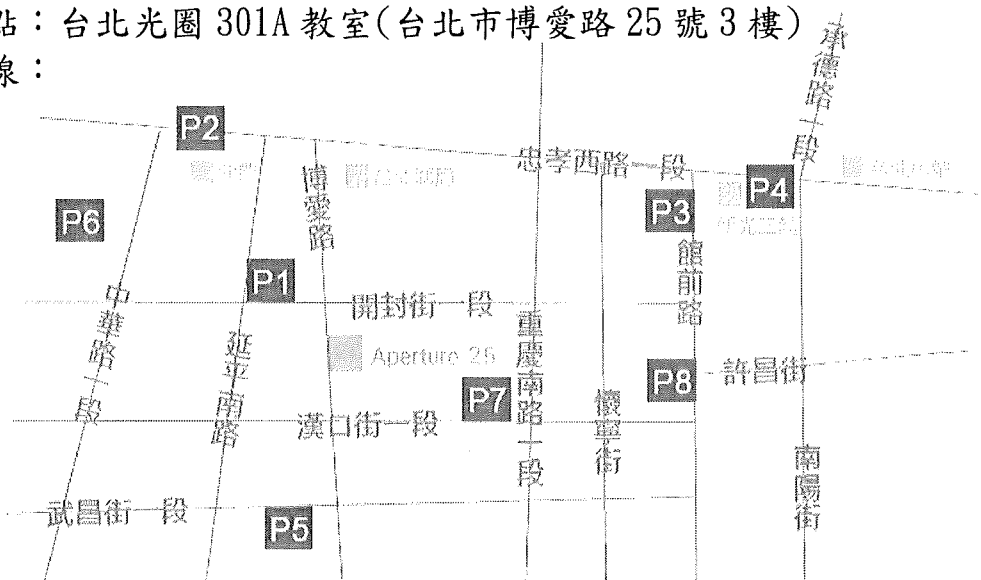 點：台北光圈 301A 教室(台北市博愛路 25 號 3 樓)
線：
承德路一段
P2
忠孝西路一段
博愛路
P4
P3
P6
館前路
P1
中華路一段
開封街一段
重慶南路一段
延平南路
Aperture 25
P8
許昌街
P7
懷寧街
漢口街一段
南陽街
武昌街一段
P5